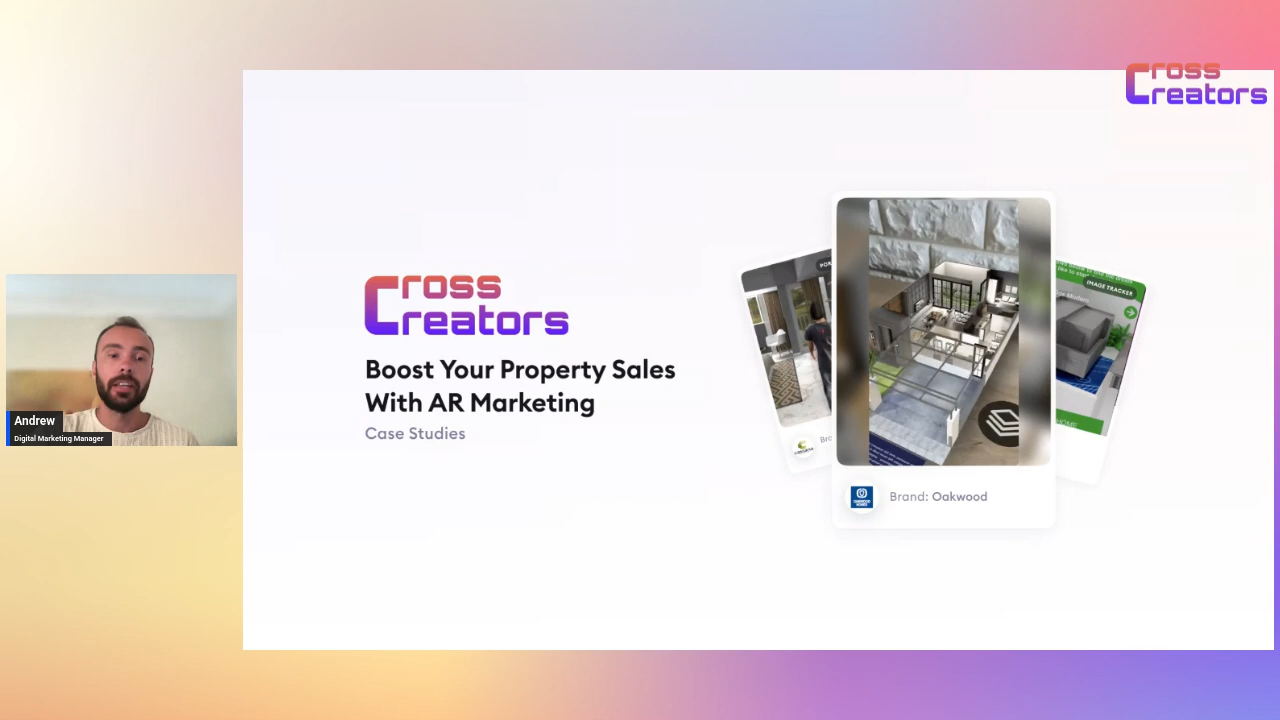 Cross
Creators
Cross
Creators
Boost Your Property Sales
With AR Marketing
Case Studies
IMAGE TRACKER
Brand: Oakwood
Andrew
Digital Marketing Manager